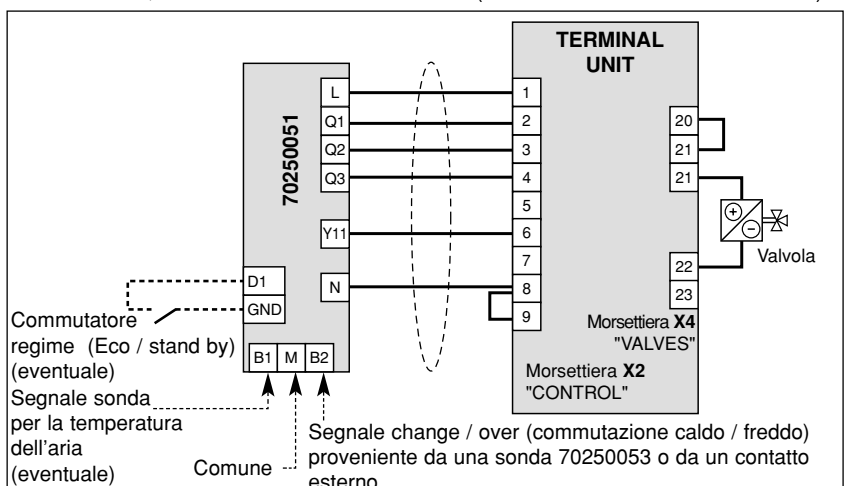 TERMINAL
UNIT
70250051
L
Q1
Q2
Q3
Y11
N
D1
GND
B1 M B2
1
2
3
4
5
6
7
8
9
20
21
21
22
23
Valvola
Morsettiera X4
"VALVES"
Morsettiera X2
"CONTROL"
Commutatore
regime (Eco / stand by)
(eventuale)
Segnale sonda
per la temperatura
dell'aria
(eventuale)
Comune
Segnale change / over (commutazione caldo / freddo)
proveniente da una sonda 70250053 o da un contatto
esterno